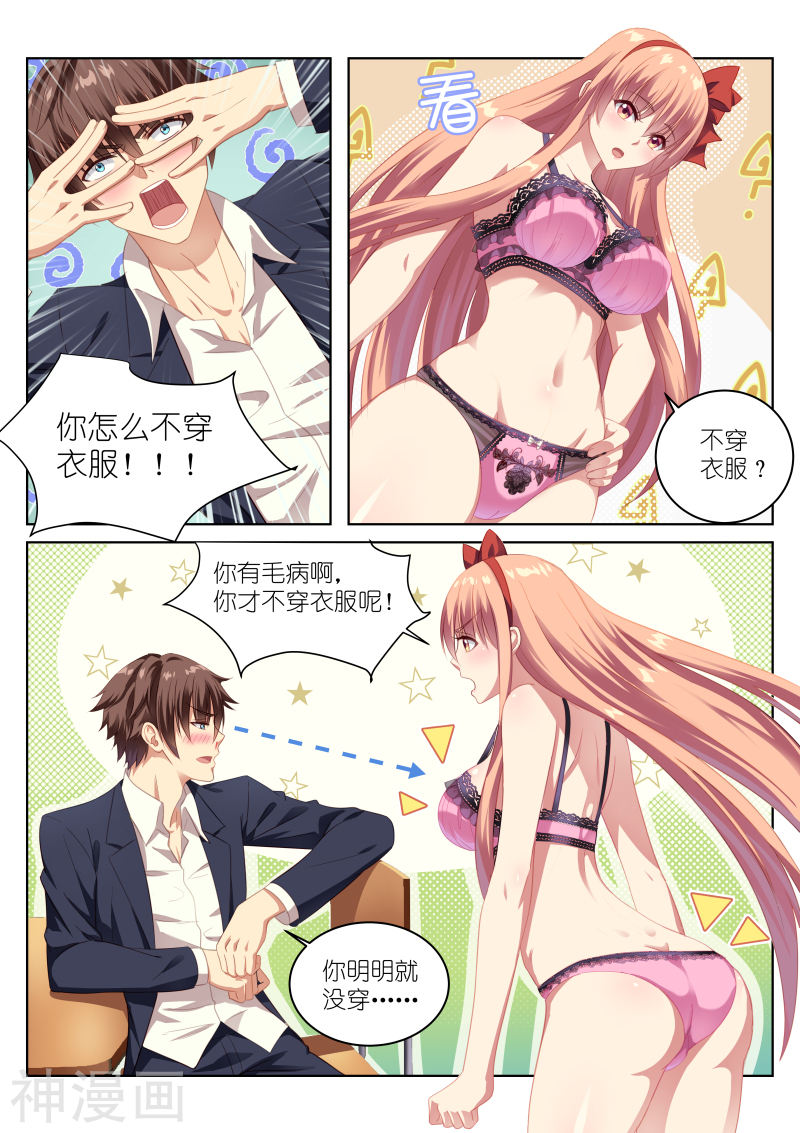 你怎么不穿
衣服！！！
看
不穿
衣服？
你有毛病啊，
你才不穿衣服呢！
你明明就
没穿……
神漫画